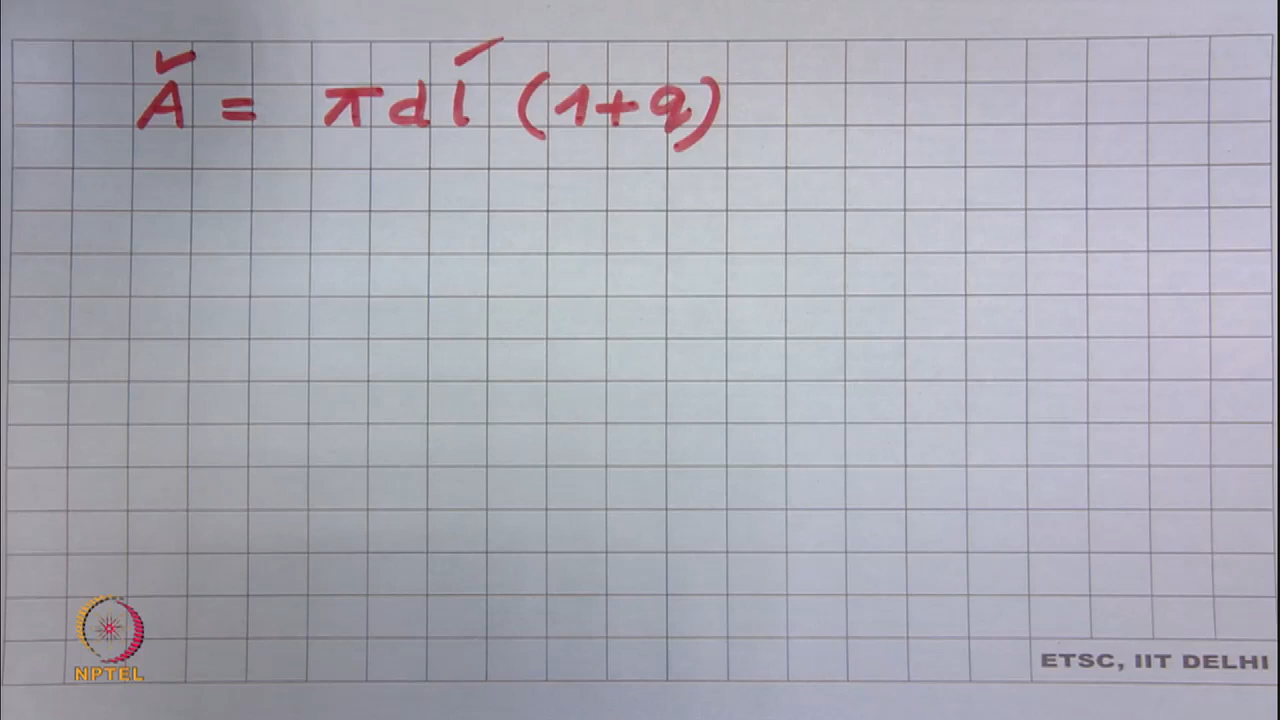 Ǎ = π d ĺ (1+q)
NPTEL
ETSC, IIT DELHI